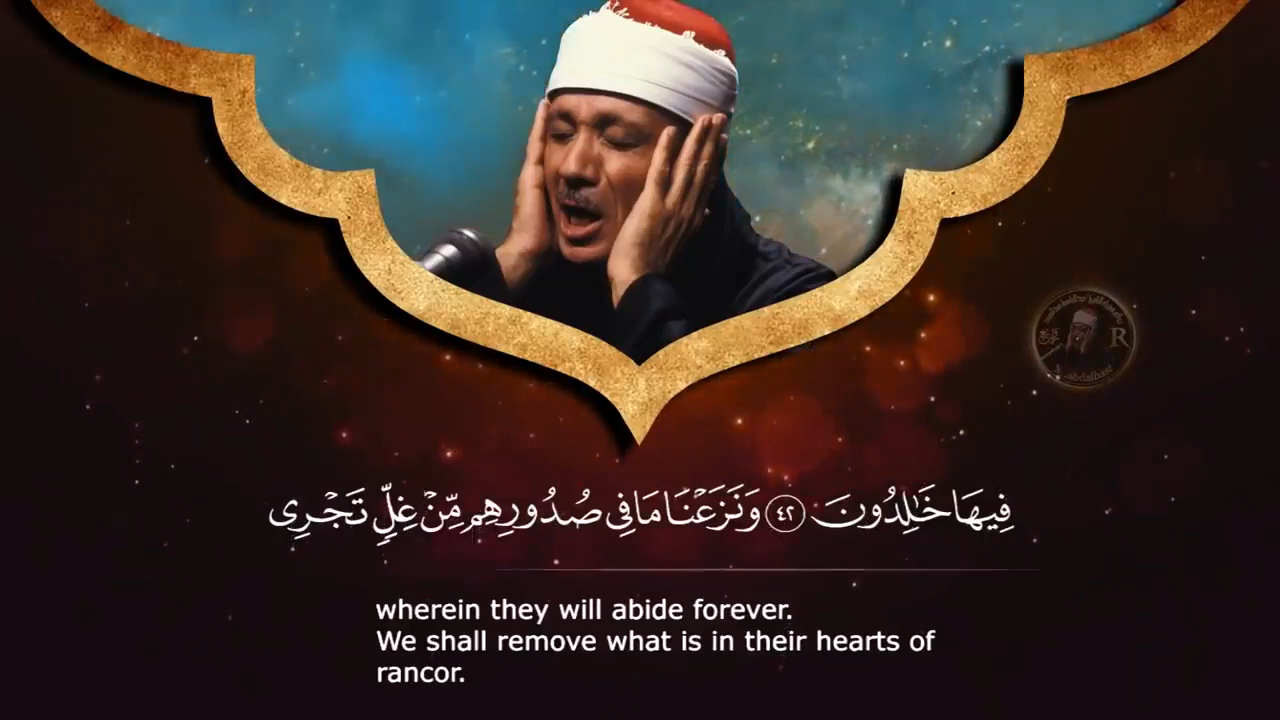 فِيهَا خَٰلِدُونَ ٤٢ وَنَزَعْنَا مَا فِى صُدُورِهِم مِّنْ غِلٍّ تَجْرِى
wherein they will abide forever.
We shall remove what is in their hearts of
rancor.
R
abdalbast